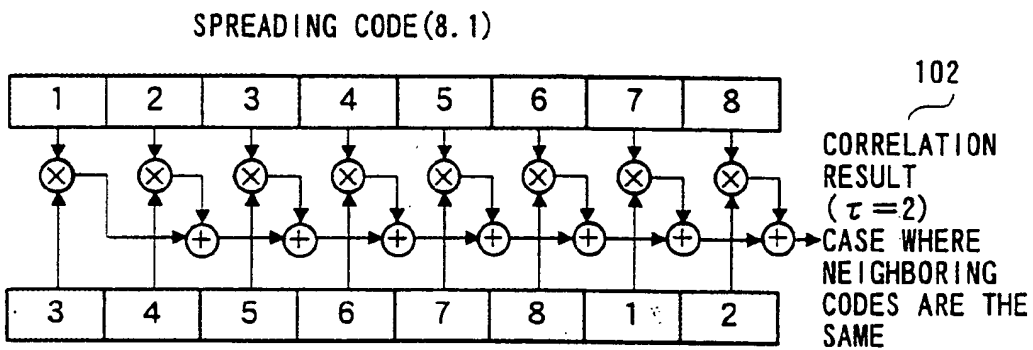 SPREADING CODE(8.1)
1 2 3 4 5 6 7 8
102
CORRELATION
RESULT
(τ=2)
CASE WHERE
NEIGHBORING
CODES ARE THE
SAME
3 4 5 6 7 8 1 2